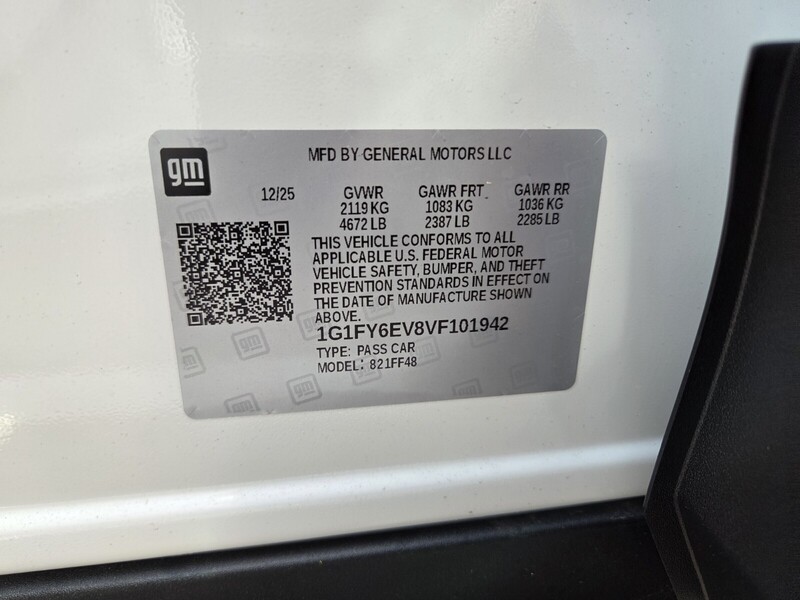 gm
MFD BY GENERAL MOTORS LLC
12/25 GVWR GAWR FRT. GAWR RR
2119 KG 1083 KG 1036 KG
4672 LB 2387 LB 2285 LB
THIS VEHICLE CONFORMS TO ALL
APPLICABLE U.S. FEDERAL MOTOR
VEHICLE SAFETY, BUMPER, AND THEFT
PREVENTION STANDARDS IN EFFECT ON
THE DATE OF MANUFACTURE SHOWN
ABOVE.
1G1FY6EV8VF101942
TYPE: PASS CAR
MODEL: 821FF48